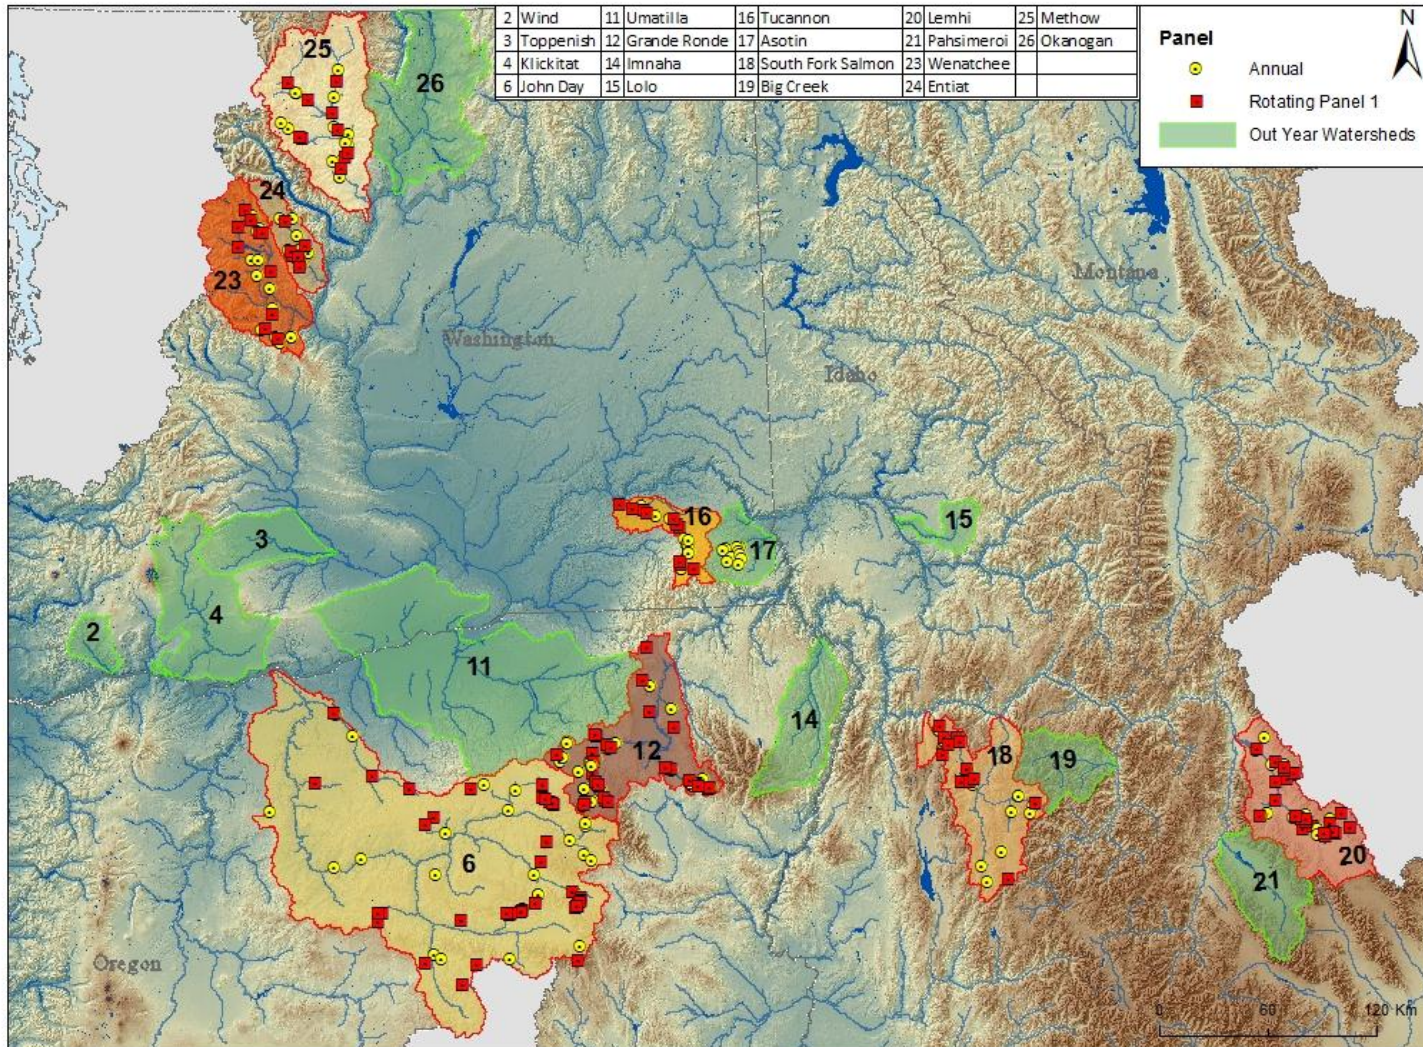 2 Wind 11 Umatilla 16 Tucannon 20 Lemhi 25 Methow
3 Toppenish 12 Grande Ronde 17 Asotin 21 Pahsimeroi 26 Okanogan
4 Klickitat 14 Imnaha 18 South Fork Salmon 23 Wenatchee
6 John Day 15 Lolo 19 Big Creek 24 Entiat
Panel
Annual
Rotating Panel 1
Out Year Watersheds
N
25
26
24
23
Montana
Washington
Idaho
16
15
3
17
4
2
11
14
12
18
19
6
20
21
Oregon
0 60 120 Km